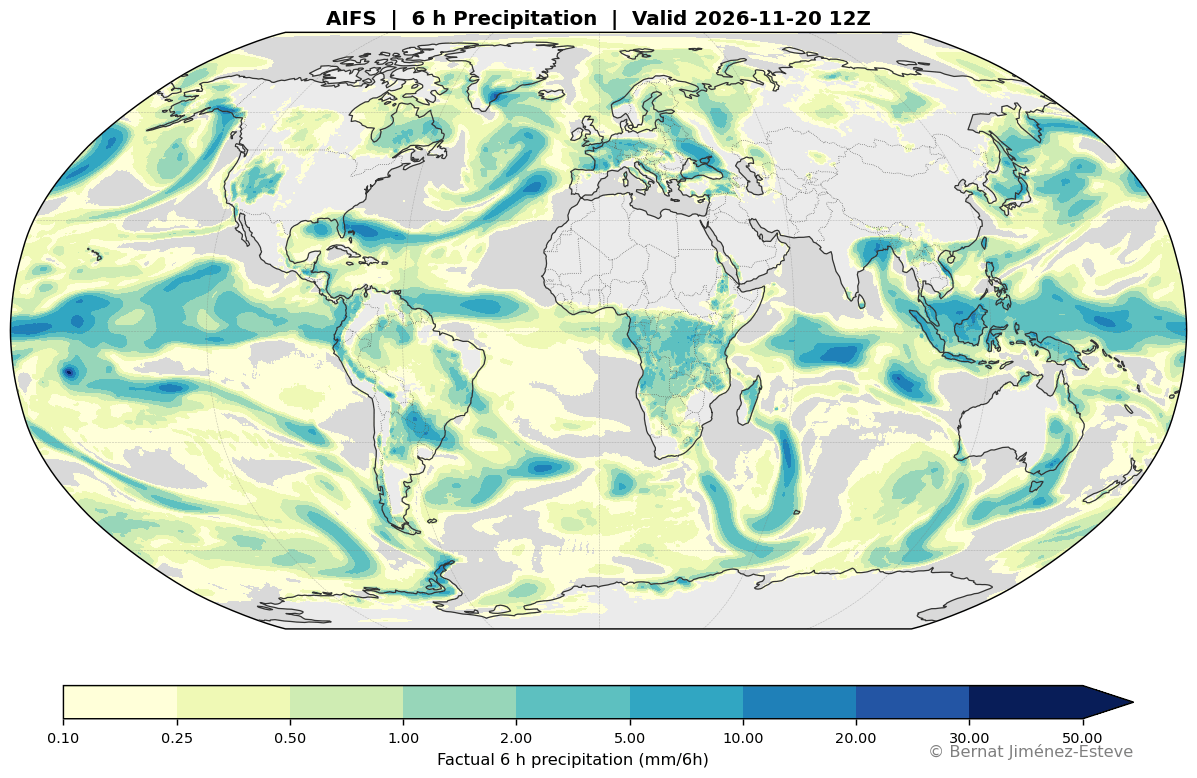 AIFS | 6 h Precipitation | Valid 2026-11-20 12Z
0.10 0.25 0.50 1.00 2.00 5.00 10.00 20.00 30.00 50.00
Factual 6 h precipitation (mm/6h)
© Bernat Jiménez-Esteve